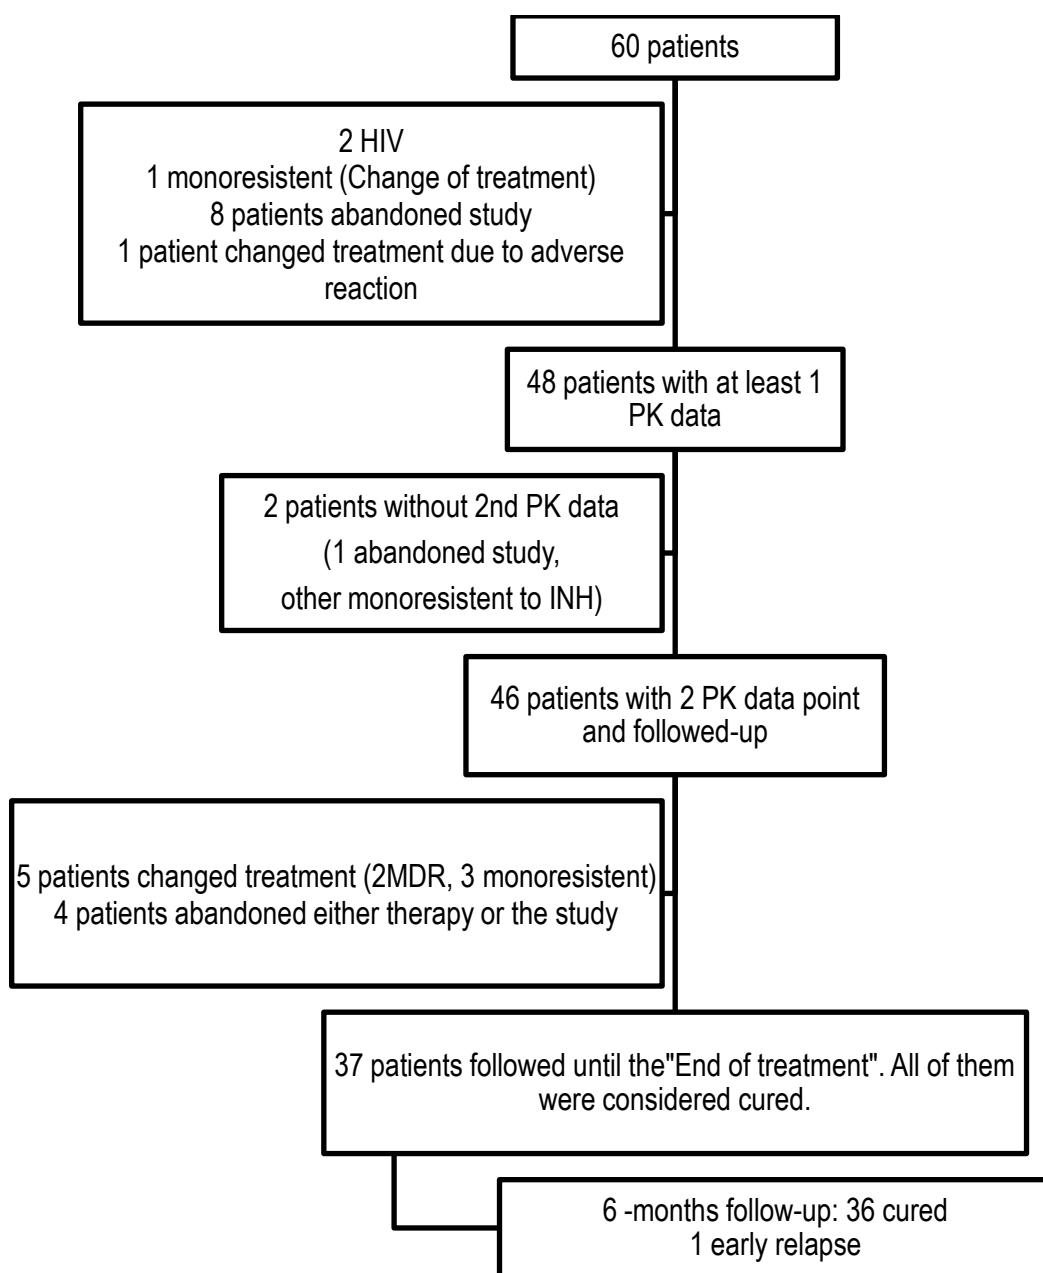 60 patients
2 HIV
1 monoresistent (Change of treatment)
8 patients abandoned study
1 patient changed treatment due to adverse
reaction
48 patients with at least 1
PK data
2 patients without 2nd PK data
(1 abandoned study,
other monoresistent to INH)
46 patients with 2 PK data point
and followed-up
5 patients changed treatment (2MDR, 3 monoresistent)
4 patients abandoned either therapy or the study
37 patients followed until the"End of treatment". All of them
were considered cured.
6 -months follow-up: 36 cured
1 early relapse